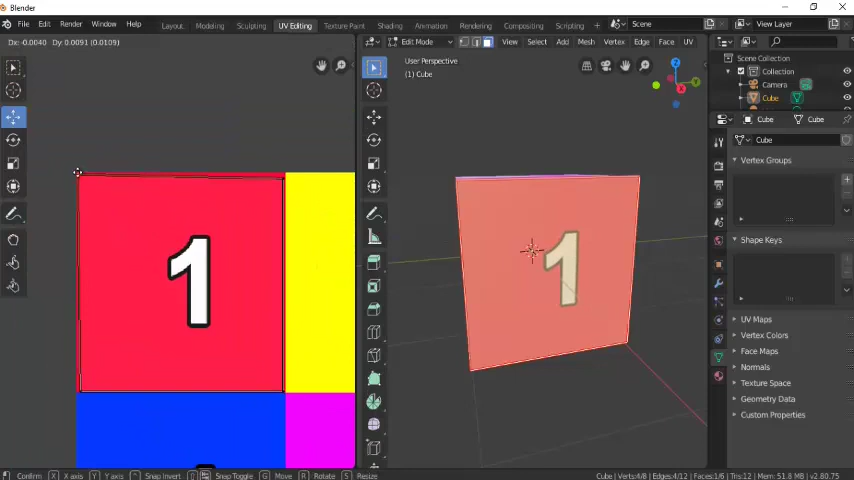 Blender
File Edit Render Window Help
Layout Modeling Sculpting UV Editing Texture Paint Shading Animation Rendering Compositing Scripting +
Scene
View Layer
Dx: -0.0040 Dy: 0.0091 (0.0109)
Edit Mode View Select Add Mesh Vertex Edge Face UV
User Perspective
(1) Cube
Z
Y
X
Scene Collection
Collection
Camera
Cube
Cube Cube
Cube
Vertex Groups
Shape Keys
UV Maps
Vertex Colors
Face Maps
Normals
Texture Space
Geometry Data
Custom Properties
1
1
Confirm X X axis Y Y axis Snap Invert Snap Toggle G Move R Rotate S Resize
Cube | Verts:4/8 | Edges:4/12 | Faces:1/6 | Tris:12 | Mem: 51.8 MB | v2.80.75